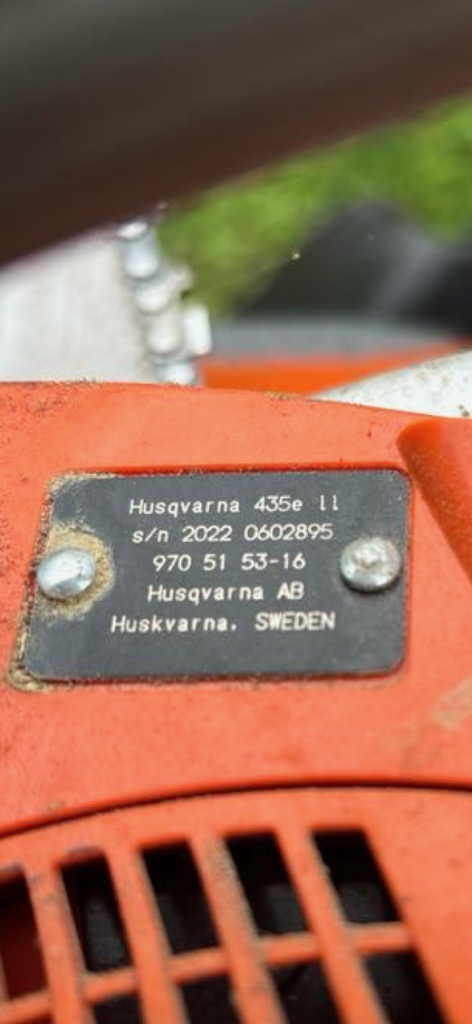 Husqvarna 435e ll
s/n 2022 0602895
970 51 53-16
Husqvarna AB
Huskvarna. SWEDEN